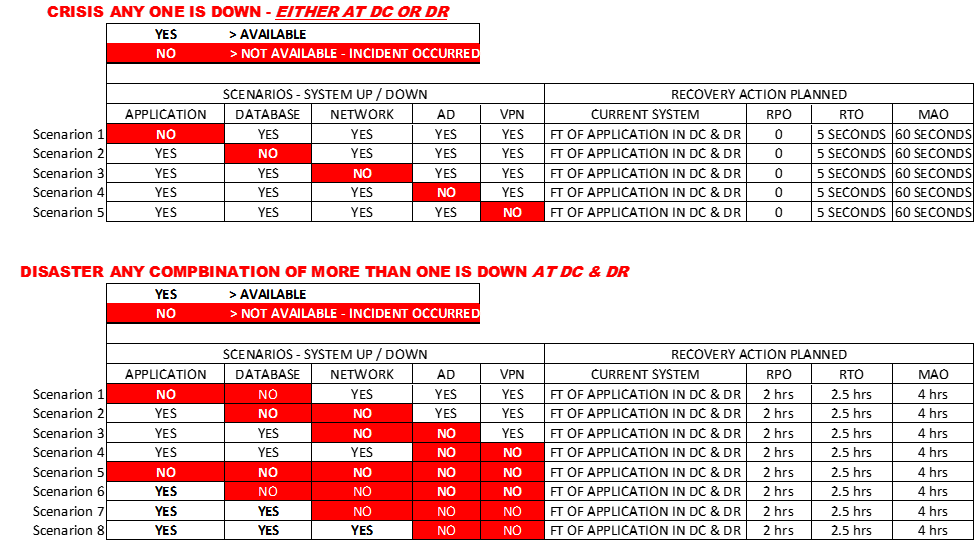 CRISIS ANY ONE IS DOWN - EITHER AT DC OR DR
YES > AVAILABLE
NO > NOT AVAILABLE - INCIDENT OCCURRED
SCENARIOS - SYSTEM UP / DOWN RECOVERY ACTION PLANNED
APPLICATION DATABASE NETWORK AD VPN CURRENT SYSTEM RPO RTO MAO
Scenarion 1 NO YES YES YES YES FT OF APPLICATION IN DC & DR 0 5 SECONDS 60 SECONDS
Scenarion 2 YES NO YES YES YES FT OF APPLICATION IN DC & DR 0 5 SECONDS 60 SECONDS
Scenarion 3 YES YES NO YES YES FT OF APPLICATION IN DC & DR 0 5 SECONDS 60 SECONDS
Scenarion 4 YES YES YES NO YES FT OF APPLICATION IN DC & DR 0 5 SECONDS 60 SECONDS
Scenarion 5 YES YES YES YES NO FT OF APPLICATION IN DC & DR 0 5 SECONDS 60 SECONDS
DISASTER ANY COMPBINATION OF MORE THAN ONE IS DOWN AT DC & DR
YES > AVAILABLE
NO > NOT AVAILABLE - INCIDENT OCCURRED
SCENARIOS - SYSTEM UP / DOWN RECOVERY ACTION PLANNED
APPLICATION DATABASE NETWORK AD VPN CURRENT SYSTEM RPO RTO MAO
Scenarion 1 NO NO YES YES YES FT OF APPLICATION IN DC & DR 2 hrs 2.5 hrs 4 hrs
Scenarion 2 YES NO NO YES YES FT OF APPLICATION IN DC & DR 2 hrs 2.5 hrs 4 hrs
Scenarion 3 YES YES NO NO YES FT OF APPLICATION IN DC & DR 2 hrs 2.5 hrs 4 hrs
Scenarion 4 YES YES YES NO NO FT OF APPLICATION IN DC & DR 2 hrs 2.5 hrs 4 hrs
Scenarion 5 NO NO NO NO NO FT OF APPLICATION IN DC & DR 2 hrs 2.5 hrs 4 hrs
Scenarion 6 YES NO NO NO NO FT OF APPLICATION IN DC & DR 2 hrs 2.5 hrs 4 hrs
Scenarion 7 YES YES NO NO NO FT OF APPLICATION IN DC & DR 2 hrs 2.5 hrs 4 hrs
Scenarion 8 YES YES YES NO NO FT OF APPLICATION IN DC & DR 2 hrs 2.5 hrs 4 hrs